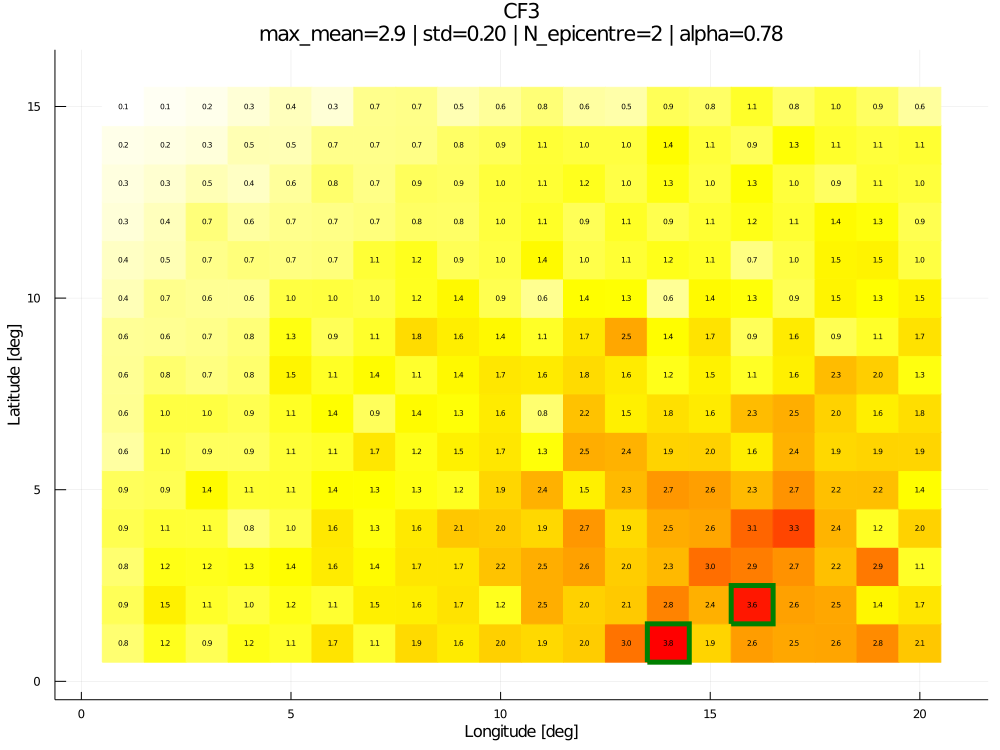 CF3
max_mean=2.9 | std=0.20 | N_epicentre=2 | alpha=0.78
15 0.1 0.1 0.2 0.3 0.4 0.3 0.7 0.7 0.5 0.6 0.8 0.6 0.5 0.9 0.8 1.1 0.8 1.0 0.9 0.6
0.2 0.2 0.3 0.5 0.5 0.7 0.7 0.7 0.8 0.9 1.1 1.0 1.0 1.4 1.1 0.9 1.3 1.1 1.1 1.1
0.3 0.3 0.5 0.4 0.6 0.8 0.7 0.9 0.9 1.0 1.1 1.2 1.0 1.3 1.0 1.3 1.0 0.9 1.1 1.0
0.3 0.4 0.7 0.6 0.7 0.7 0.7 0.8 0.8 1.0 1.1 0.9 1.1 0.9 1.1 1.2 1.1 1.4 1.3 0.9
0.4 0.5 0.7 0.7 0.7 0.7 1.1 1.2 0.9 1.0 1.4 1.0 1.1 1.2 1.1 0.7 1.0 1.5 1.5 1.0
10 0.4 0.7 0.6 0.6 1.0 1.0 1.0 1.2 1.4 0.9 0.6 1.4 1.3 0.6 1.4 1.3 0.9 1.5 1.3 1.5
0.6 0.6 0.7 0.8 1.3 0.9 1.1 1.8 1.6 1.4 1.1 1.7 2.5 1.4 1.7 0.9 1.6 0.9 1.1 1.7
0.6 0.8 0.7 0.8 1.5 1.1 1.4 1.1 1.4 1.7 1.6 1.8 1.6 1.2 1.5 1.1 1.6 2.3 2.0 1.3
0.6 1.0 1.0 0.9 1.1 1.4 0.9 1.4 1.3 1.6 0.8 2.2 1.5 1.8 1.6 2.3 2.5 2.0 1.6 1.8
0.6 1.0 0.9 0.9 1.1 1.1 1.7 1.2 1.5 1.7 1.3 2.5 2.4 1.9 2.0 1.6 2.4 1.9 1.9 1.9
5 0.9 0.9 1.4 1.1 1.1 1.4 1.3 1.3 1.2 1.9 2.4 1.5 2.3 2.7 2.6 2.3 2.7 2.2 2.2 1.4
0.9 1.1 1.1 0.8 1.0 1.6 1.3 1.6 2.1 2.0 1.9 2.7 1.9 2.5 2.6 3.1 3.3 2.4 1.2 2.0
0.8 1.2 1.2 1.3 1.4 1.6 1.4 1.7 1.7 2.2 2.5 2.6 2.0 2.3 3.0 2.9 2.7 2.2 2.9 1.1
0.9 1.5 1.1 1.0 1.2 1.1 1.5 1.6 1.7 1.2 2.5 2.0 2.1 2.8 2.4 3.6 2.6 2.5 1.4 1.7
0.8 1.2 0.9 1.2 1.1 1.7 1.1 1.9 1.6 2.0 1.9 2.0 3.0 3.8 1.9 2.6 2.5 2.6 2.8 2.1
0
Latitude [deg]
0 5 10 15 20
Longitude [deg]